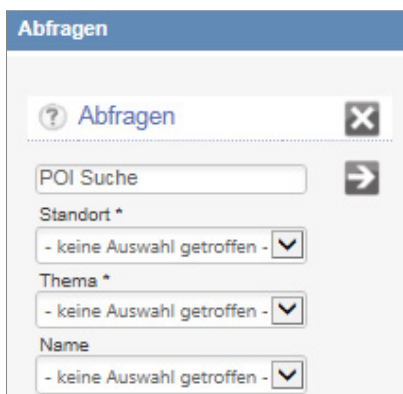 Abfragen
? Abfragen
POI Suche
Standort *
- keine Auswahl getroffen -
Thema *
- keine Auswahl getroffen -
Name
- keine Auswahl getroffen -